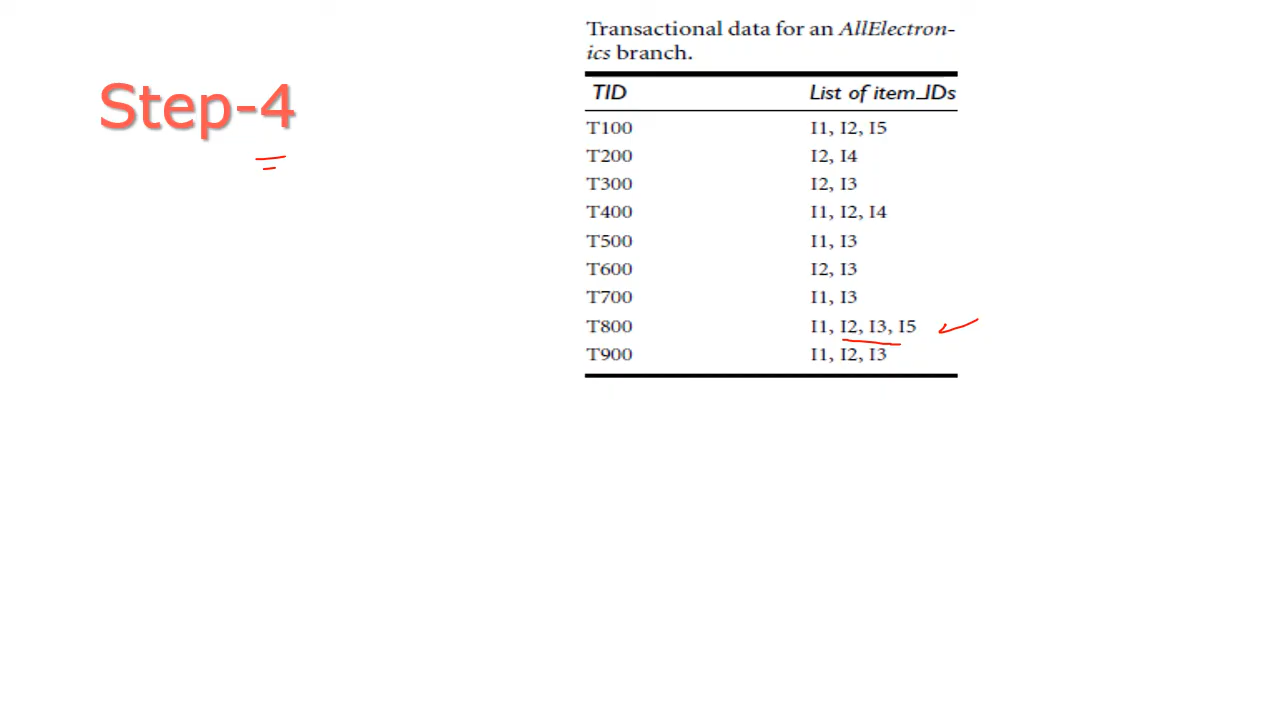 Transactional data for an AllElectron-
ics branch.
Step-4
TID List of item_IDs
T100 I1, I2, I5
T200 I2, I4
T300 I2, I3
T400 I1, I2, I4
T500 I1, I3
T600 I2, I3
T700 I1, I3
T800 I1, I2, I3, I5
T900 I1, I2, I3